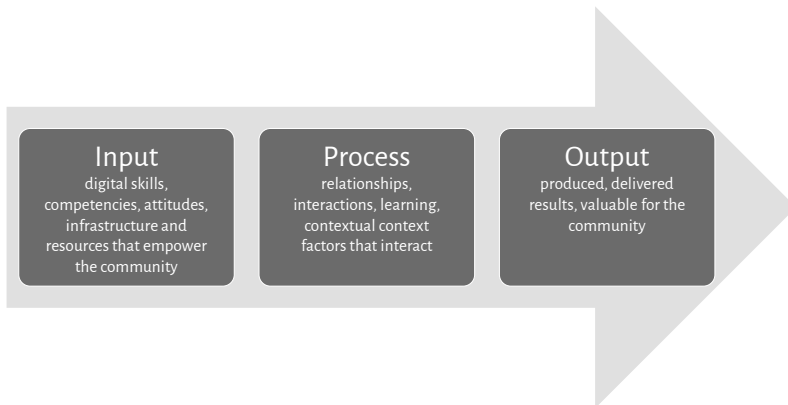 Input
digital skills,
competencies, attitudes,
infrastructure and
resources that empower
the community
Process
relationships,
interactions, learning,
contextual context
factors that interact
Output
produced, delivered
results, valuable for the
community